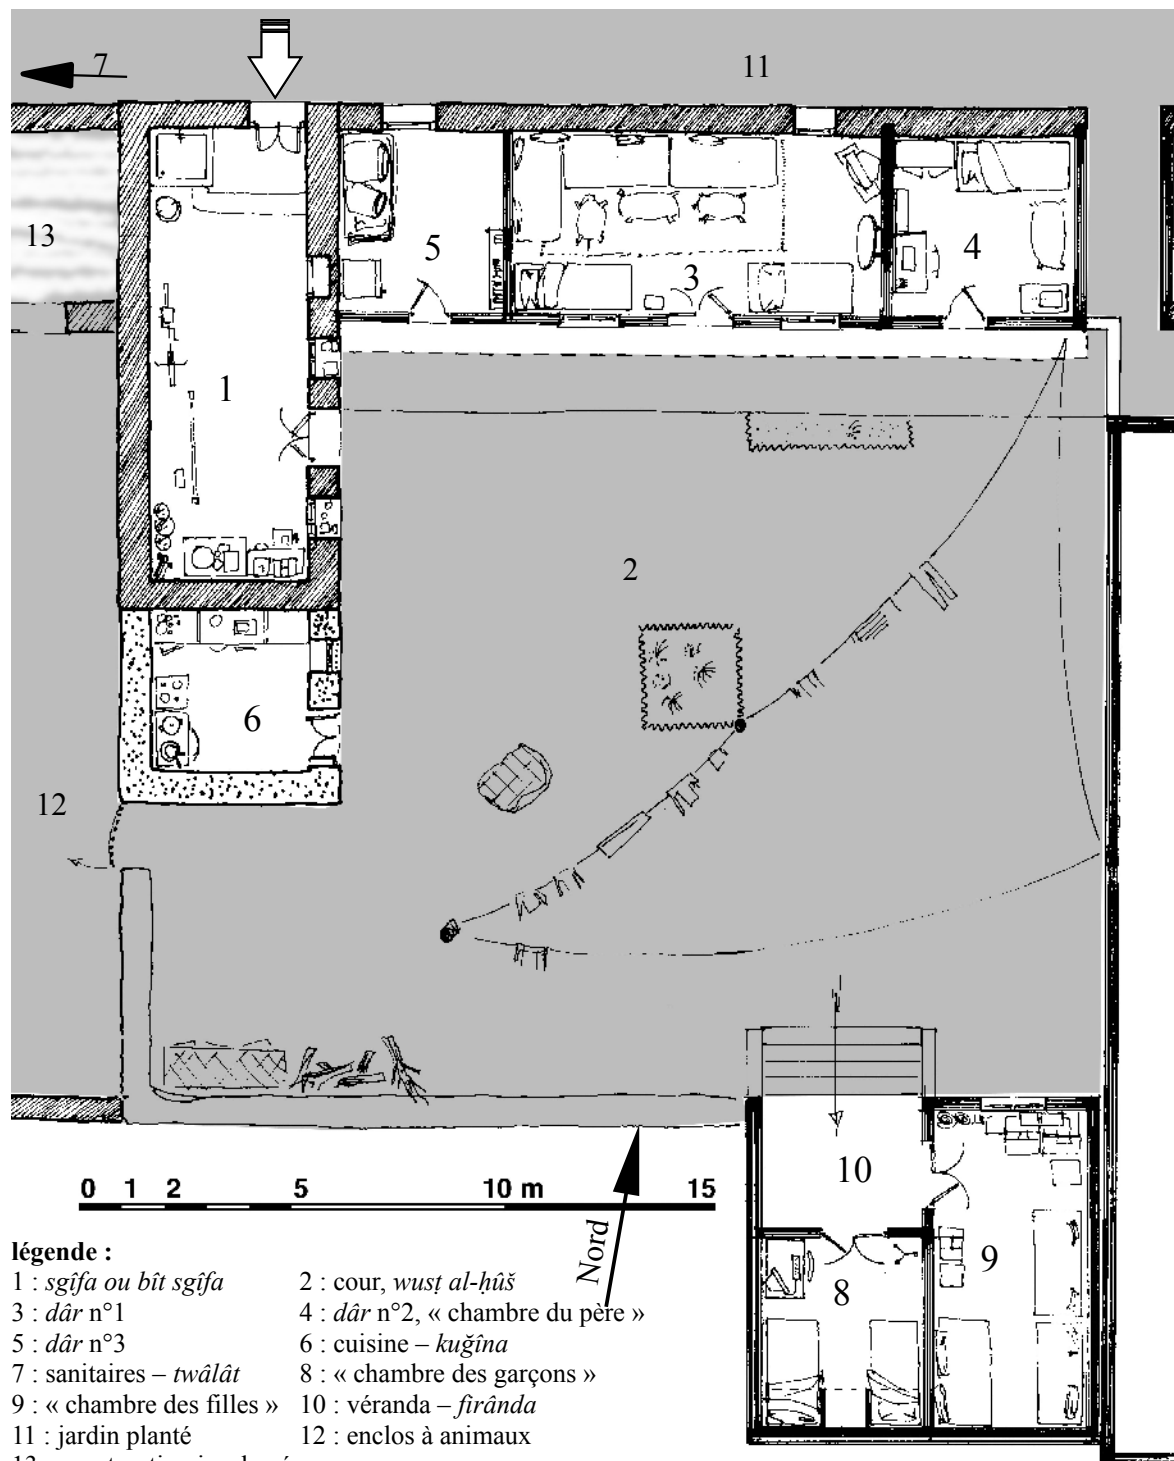 7
11
13
5
3
4
1
2
6
12
10
9
8
0 1 2 5 10 m 15
Nord
légende :
1 : sgîfa ou bît sgîfa 2 : cour, wusṭ al-ḥûš
3 : dâr n°1 4 : dâr n°2, « chambre du père »
5 : dâr n°3 6 : cuisine – kuǧîna
7 : sanitaires – twâlât 8 : « chambre des garçons »
9 : « chambre des filles » 10 : véranda – firânda
11 : jardin planté 12 : enclos à animaux